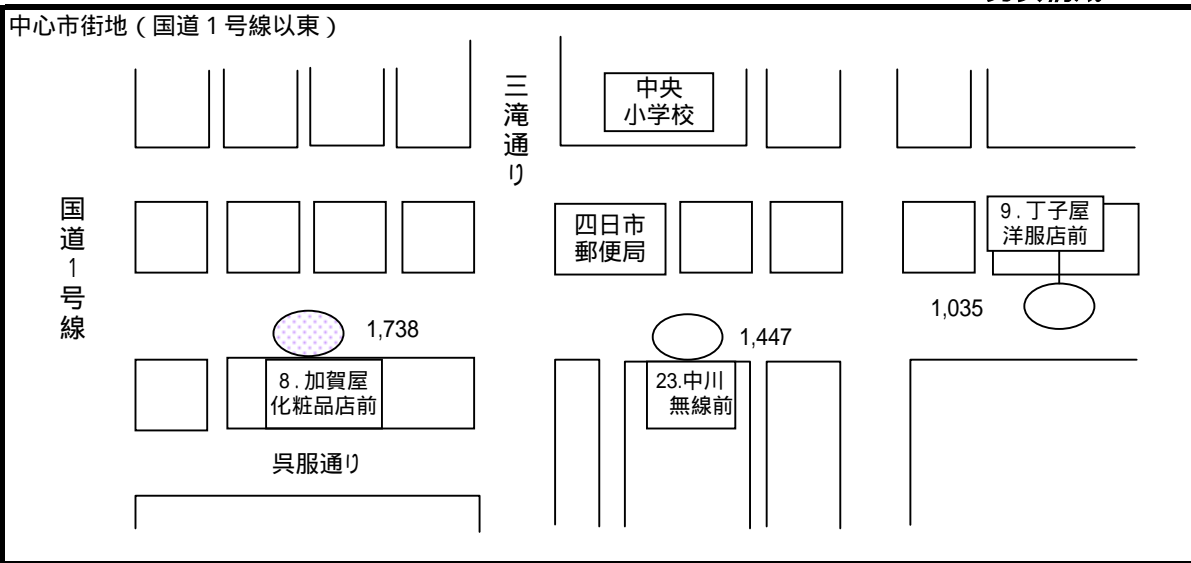 中心市街地（国道１号線以東）
三滝通り
中央
小学校
国道１号線
四日市
郵便局
9．丁子屋
洋服店前
1,035
1,738
1,447
8．加賀屋
化粧品店前
23.中川
無線前
呉服通り